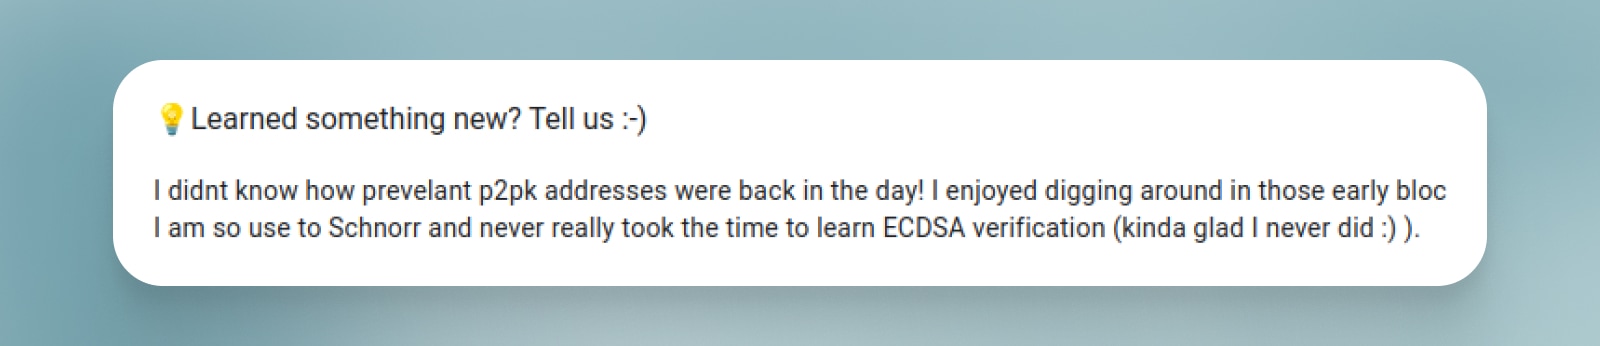 💡Learned something new? Tell us :-)
I didnt know how prevelant p2pk addresses were back in the day! I enjoyed digging around in those early bloc
I am so use to Schnorr and never really took the time to learn ECDSA verification (kinda glad I never did :) ).